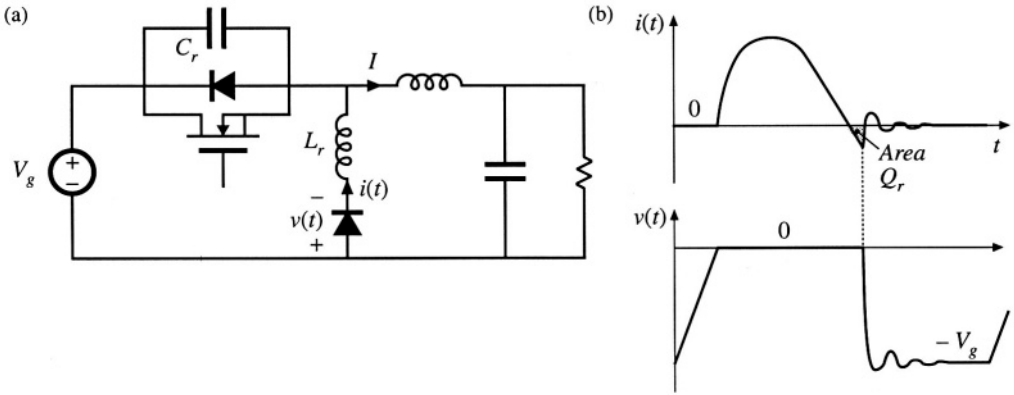 (a)
C_r
I
L_r
V_g
+
−
i(t)
−
v(t)
+
(b)
i(t)
0
t
Area
Q_r
v(t)
0
− V_g